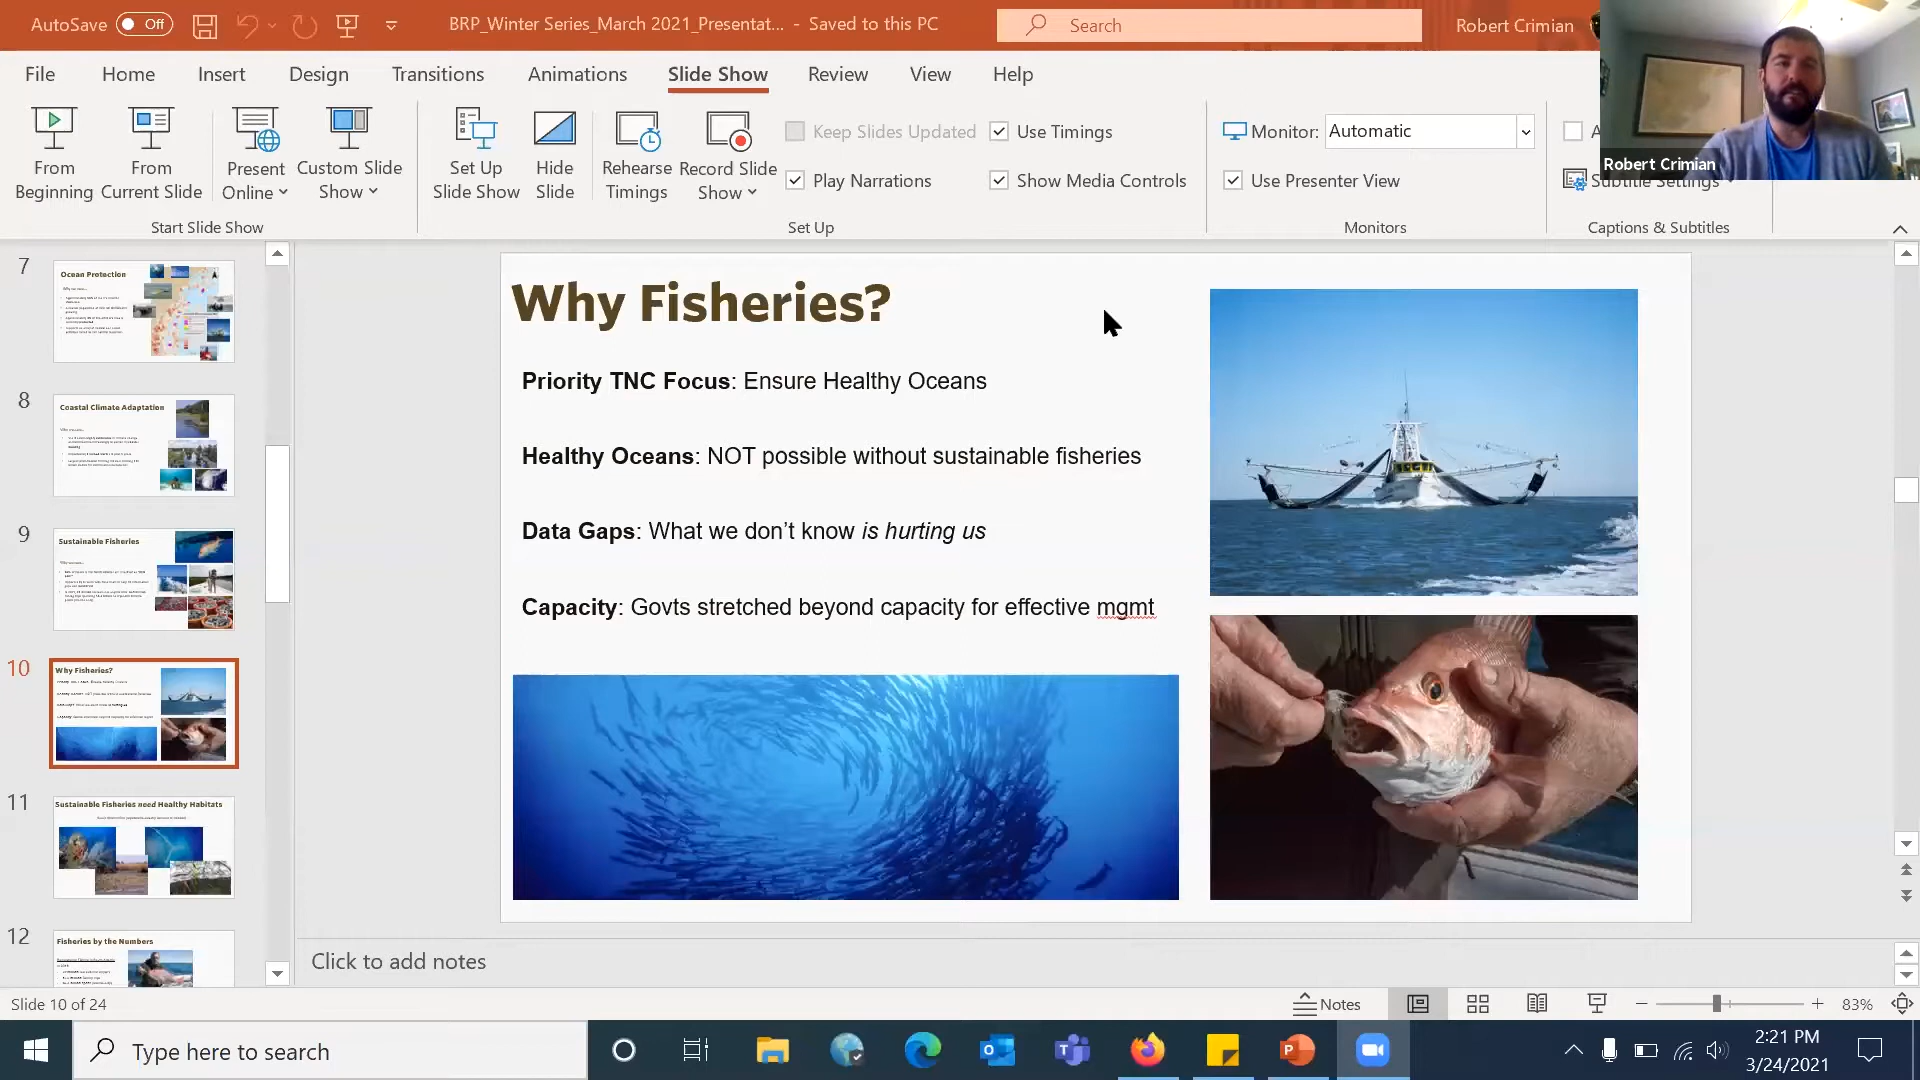 AutoSave Off
BRP_Winter Series_March 2021_Presentat... - Saved to this PC
Search
Robert Crimian
File Home Insert Design Transitions Animations Slide Show Review View Help
From Beginning
From Current Slide
Present Online
Custom Slide Show
Start Slide Show
Set Up Slide Show
Hide Slide
Rehearse Timings
Record Slide Show
Keep Slides Updated
Play Narrations
Use Timings
Show Media Controls
Set Up
Monitor: Automatic
Use Presenter View
Monitors
A
Subtitle Settings
Captions & Subtitles
Robert Crimian
7
Ocean Protection
8
Coastal Climate Adaptation
9
Sustainable Fisheries
10
Why Fisheries?
11
Sustainable Fisheries need Healthy Habitats
12
Fisheries by the Numbers
Why Fisheries?
Priority TNC Focus: Ensure Healthy Oceans
Healthy Oceans: NOT possible without sustainable fisheries
Data Gaps: What we don’t know is hurting us
Capacity: Govts stretched beyond capacity for effective mgmt
Click to add notes
Slide 10 of 24
Notes
83%
Type here to search
2:21 PM
3/24/2021